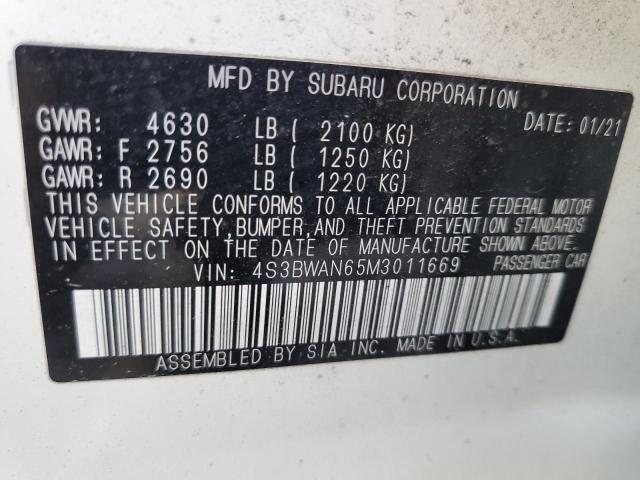 MFD BY SUBARU CORPORATION
DATE: 01/21
GVWR: 4630 LB ( 2100 KG)
GAWR: F 2756 LB ( 1250 KG)
GAWR: R 2690 LB ( 1220 KG)
THIS VEHICLE CONFORMS TO ALL APPLICABLE FEDERAL MOTOR
VEHICLE SAFETY, BUMPER, AND THEFT PREVENTION STANDARDS
IN EFFECT ON THE DATE OF MANUFACTURE SHOWN ABOVE.
VIN: 4S3BWAN65M3011669 PASSENGER CAR
ASSEMBLED BY SIA INC. MADE IN U.S.A.